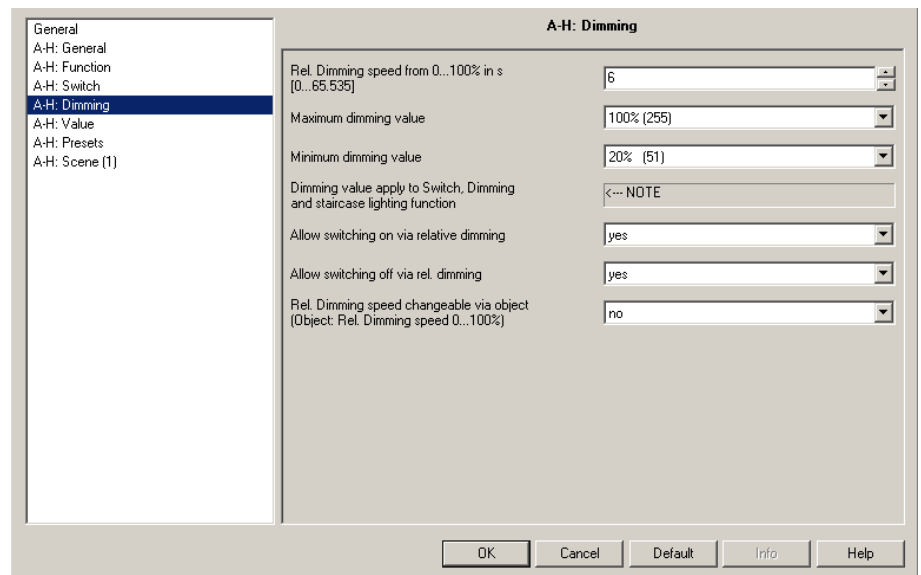 General
A-H: General
A-H: Function
A-H: Switch
A-H: Dimming
A-H: Value
A-H: Presets
A-H: Scene (1)
A-H: Dimming
Rel. Dimming speed from 0...100% in s
[0...65.535]
6
Maximum dimming value
100% (255)
Minimum dimming value
20% (51)
Dimming value apply to Switch, Dimming
and staircase lighting function
<--- NOTE
Allow switching on via relative dimming
yes
Allow switching off via rel. dimming
yes
Rel. Dimming speed changeable via object
(Object: Rel. Dimming speed 0...100%)
no
OK
Cancel
Default
Info
Help